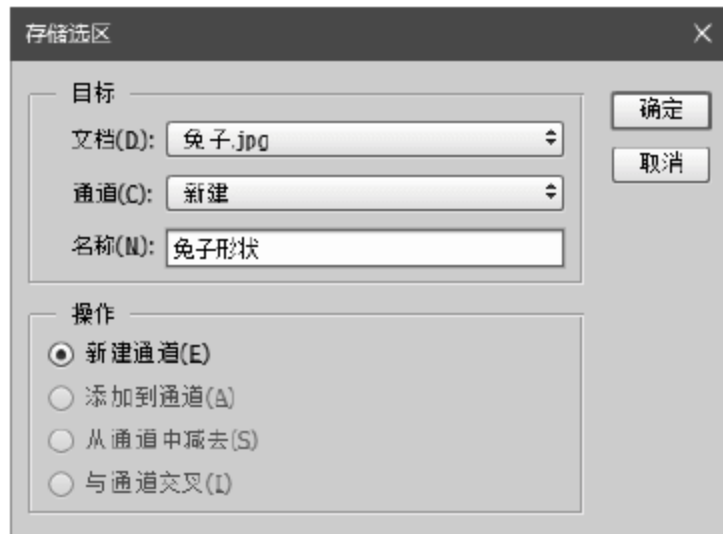 存储选区
目标
文档(D): 兔子.jpg
通道(C): 新建
名称(N): 兔子形状
确定
取消
操作
新建通道(E)
添加到通道(A)
从通道中减去(S)
与通道交叉(I)